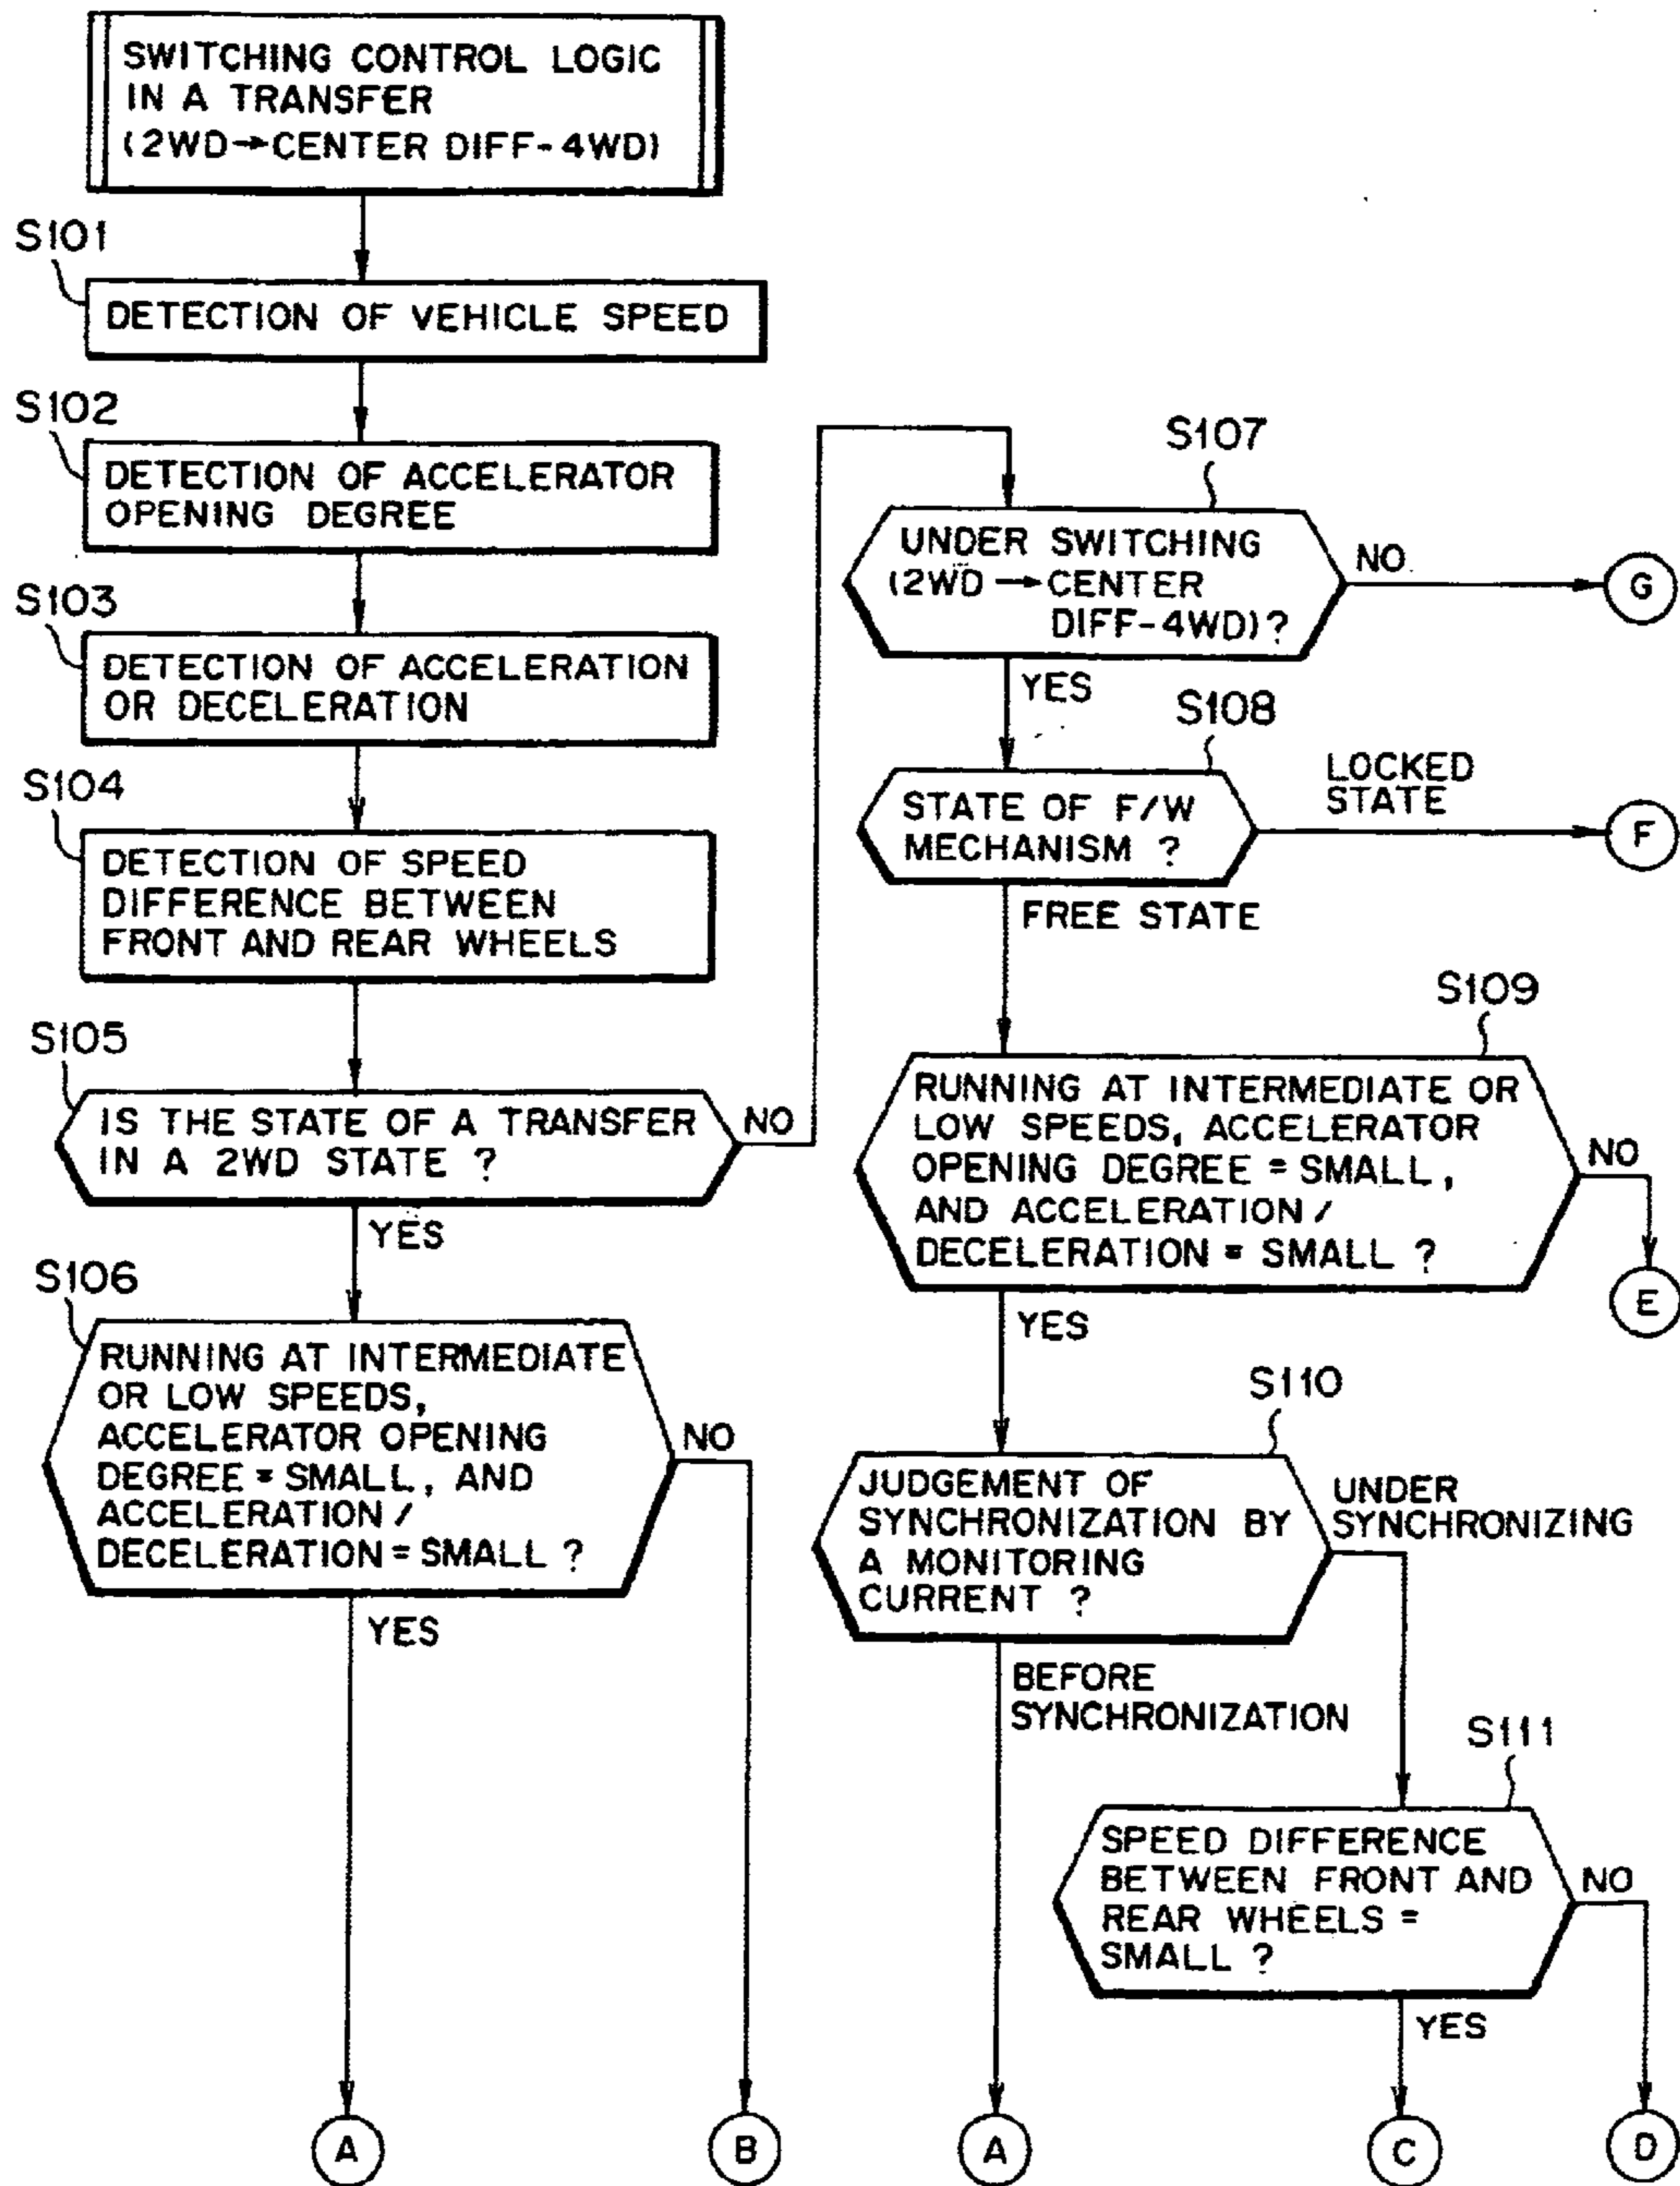 SWITCHING CONTROL LOGIC
IN A TRANSFER
(2WD→CENTER DIFF-4WD)
S101
DETECTION OF VEHICLE SPEED
S102
DETECTION OF ACCELERATOR
OPENING DEGREE
S103
DETECTION OF ACCELERATION
OR DECELERATION
S104
DETECTION OF SPEED
DIFFERENCE BETWEEN
FRONT AND REAR WHEELS
S105
IS THE STATE OF A TRANSFER
IN A 2WD STATE ?
NO
YES
S106
RUNNING AT INTERMEDIATE
OR LOW SPEEDS,
ACCELERATOR OPENING
DEGREE = SMALL, AND
ACCELERATION /
DECELERATION = SMALL ?
NO
YES
A
B
S107
UNDER SWITCHING
(2WD → CENTER
DIFF-4WD) ?
NO
G
YES
S108
STATE OF F/W
MECHANISM ?
LOCKED
STATE
F
FREE STATE
S109
RUNNING AT INTERMEDIATE OR
LOW SPEEDS, ACCELERATOR
OPENING DEGREE = SMALL,
AND ACCELERATION /
DECELERATION = SMALL ?
NO
E
YES
S110
JUDGEMENT OF
SYNCHRONIZATION BY
A MONITORING
CURRENT ?
UNDER
SYNCHRONIZING
BEFORE
SYNCHRONIZATION
S111
SPEED DIFFERENCE
BETWEEN FRONT AND
REAR WHEELS =
SMALL ?
NO
YES
A
C
D